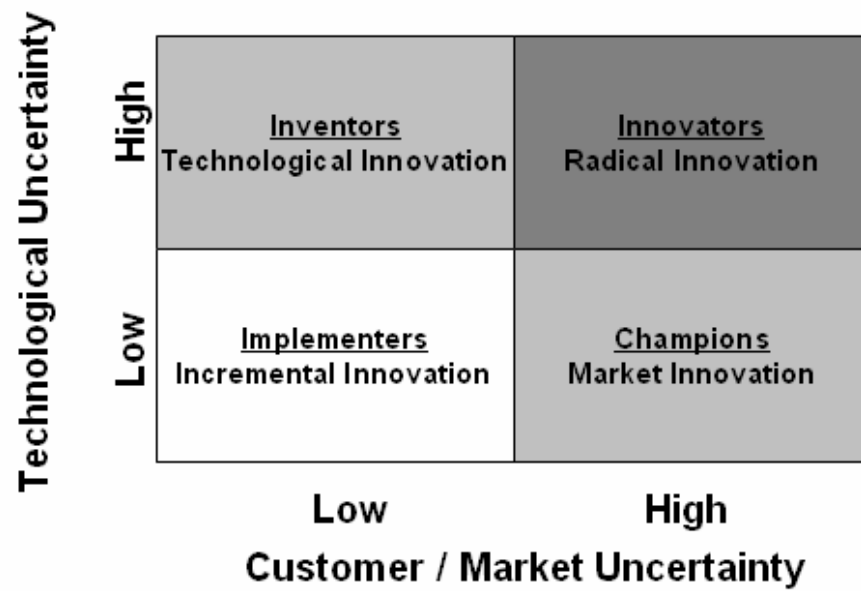 Technological Uncertainty
High
Inventors
Technological Innovation
Innovators
Radical Innovation
Low
Implementers
Incremental Innovation
Champions
Market Innovation
Low
High
Customer / Market Uncertainty